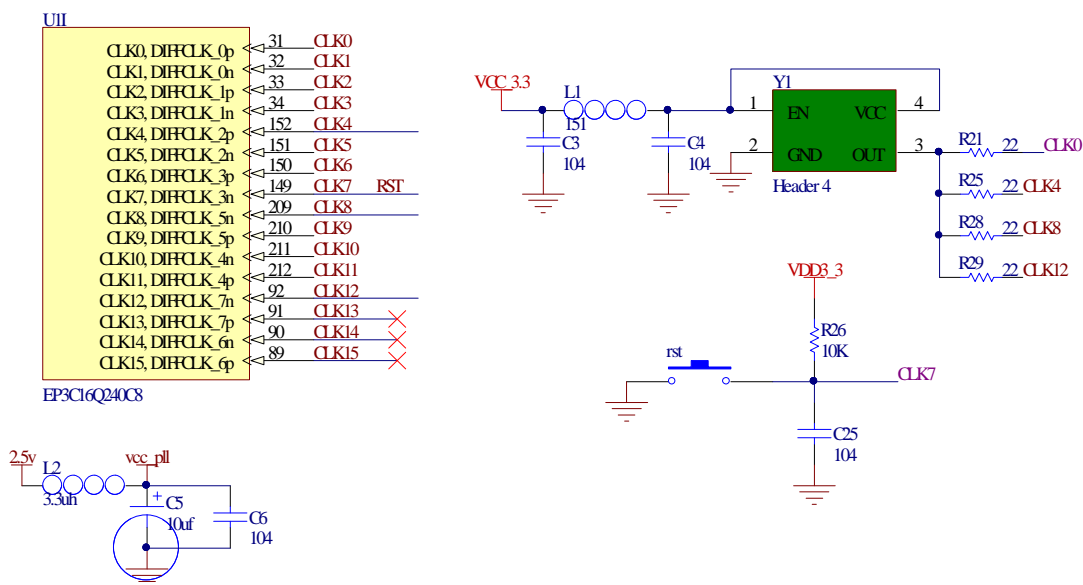 U1I
CLK0, DIFFCLK_0p 31 CLK0
CLK1, DIFFCLK_0n 32 CLK1
CLK2, DIFFCLK_1p 33 CLK2
CLK3, DIFFCLK_1n 34 CLK3
CLK4, DIFFCLK_2p 152 CLK4
CLK5, DIFFCLK_2n 151 CLK5
CLK6, DIFFCLK_3p 150 CLK6
CLK7, DIFFCLK_3n 149 CLK7 RST
CLK8, DIFFCLK_5n 209 CLK8
CLK9, DIFFCLK_5p 210 CLK9
CLK10, DIFFCLK_4n 211 CLK10
CLK11, DIFFCLK_4p 212 CLK11
CLK12, DIFFCLK_7n 92 CLK12
CLK13, DIFFCLK_7p 91 CLK13
CLK14, DIFFCLK_6n 90 CLK14
CLK15, DIFFCLK_6p 89 CLK15
EP3C16Q240C8
VCC_3.3
L1
151
C3
104
C4
104
Y1
1 EN VCC 4
2 GND OUT 3
Header 4
R21 22 CLK0
R25 22 CLK4
R28 22 CLK8
R29 22 CLK12
VDD3_3
R26
10K
rst
CLK7
C25
104
2.5v
L2
3.3uh
vcc_pll
+
C5
10uf
C6
104